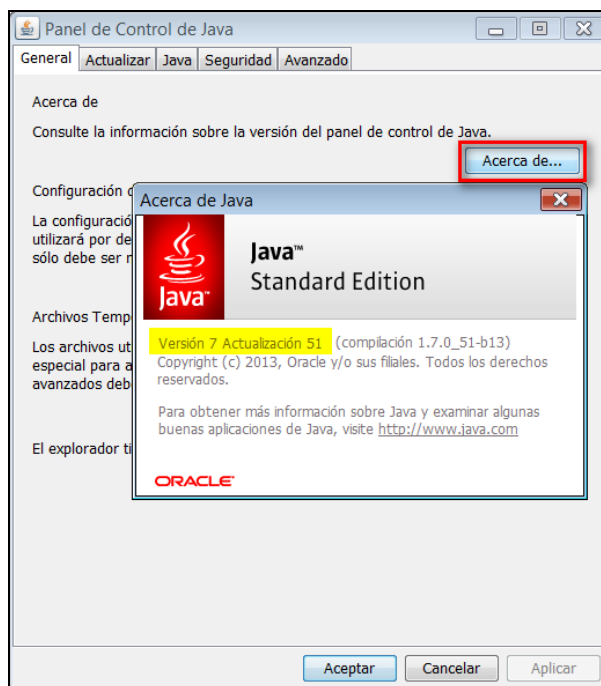 Panel de Control de Java
General Actualizar Java Seguridad Avanzado
Acerca de
Consulte la información sobre la versión del panel de control de Java.
Acerca de...
Configuración
La configuració
utilizará por de
sólo debe ser
Acerca de Java
Java™
Java™
Standard Edition
Versión 7 Actualización 51 (compilación 1.7.0_51-b13)
Copyright (c) 2013, Oracle y/o sus filiales. Todos los derechos
reservados.
Para obtener más información sobre Java y examinar algunas
buenas aplicaciones de Java, visite http://www.java.com
ORACLE
Archivos Temp
Los archivos ut
especial para a
avanzados deb
El explorador ti
Aceptar Cancelar Aplicar